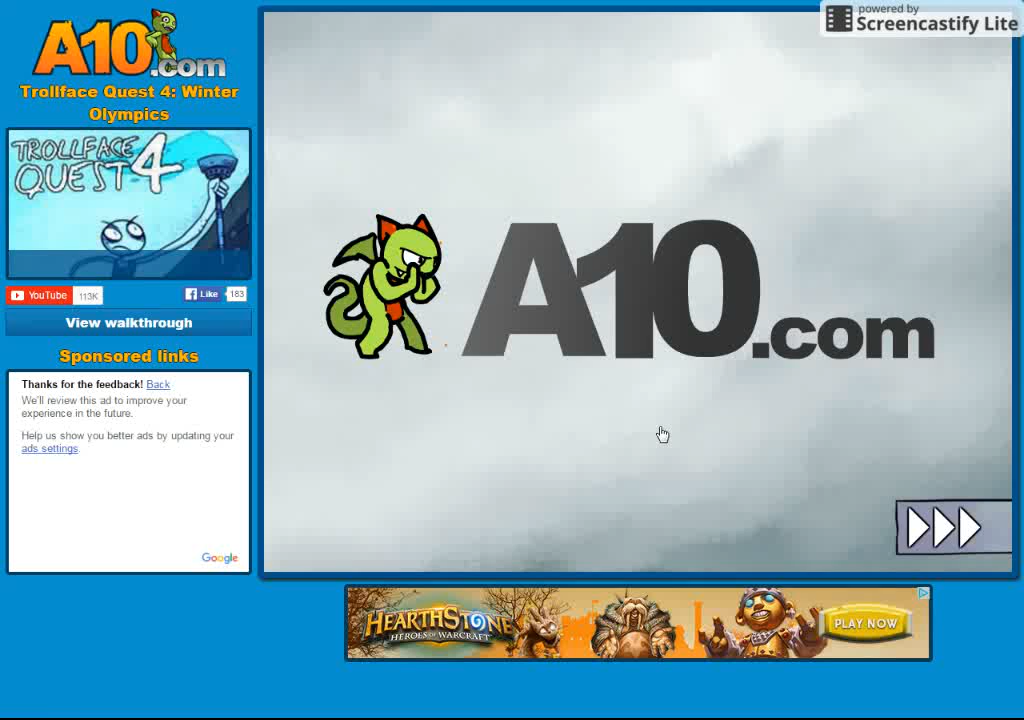 powered by
Screencastify Lite
A10.com
Trollface Quest 4: Winter
Olympics
TROLLFACE
QUEST 4
YouTube 113K
Like 183
View walkthrough
Sponsored links
Thanks for the feedback! Back
We'll review this ad to improve your
experience in the future.
Help us show you better ads by updating your
ads settings.
Google
A10.com
HEARTHSTONE
HEROES OF WARCRAFT
PLAY NOW